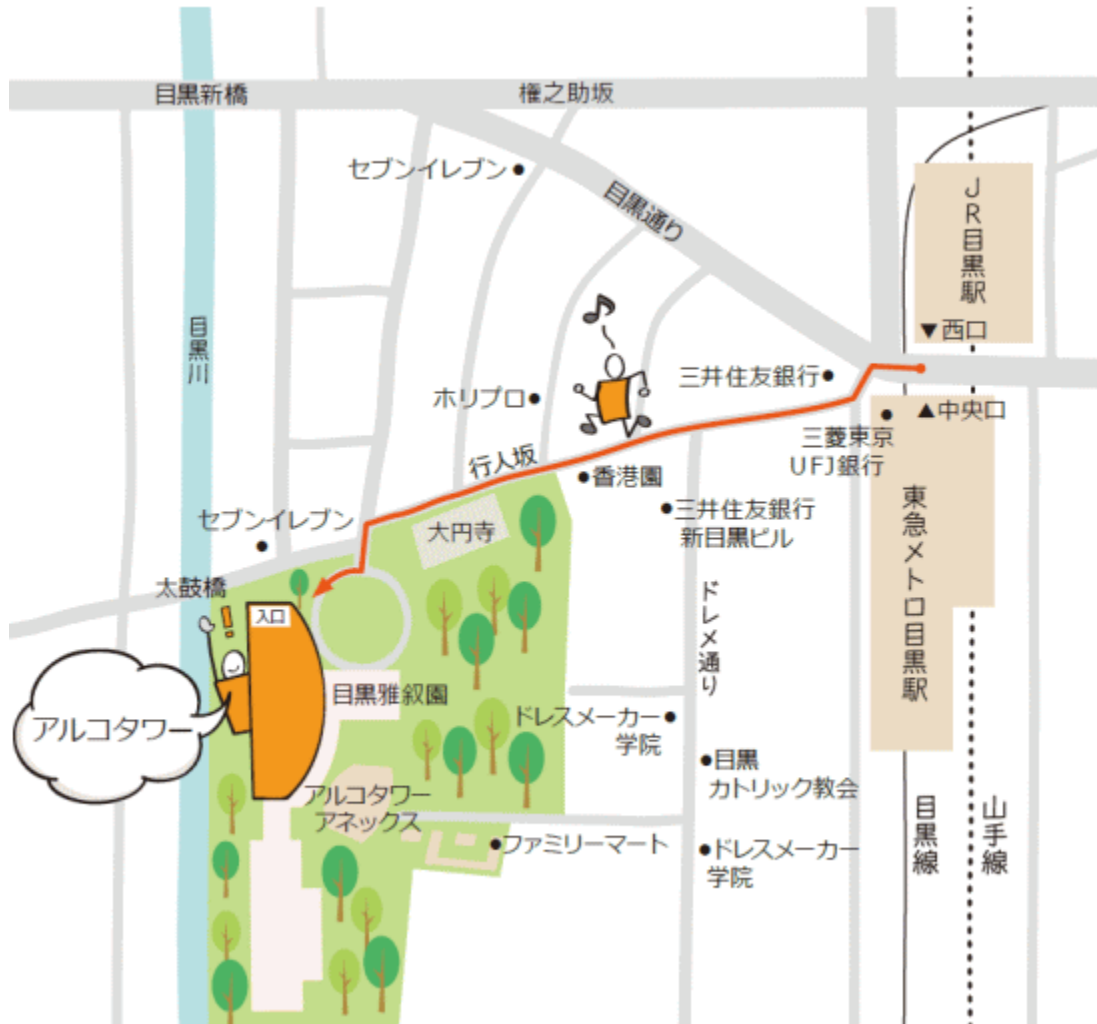 目黒新橋
権之助坂
セブンイレブン
目黒通り
JR目黒駅
目黒川
▼西口
三井住友銀行
ホリプロ
▲中央口
三菱東京
UFJ銀行
行人坂
香港園
セブンイレブン
三井住友銀行
新目黒ビル
大円寺
東急メトロ目黒駅
太鼓橋
ドレメ通り
入口
!
アルコタワー
目黒雅叙園
ドレスメーカー
学院
目黒
カトリック教会
アルコタワー
アネックス
ファミリーマート
ドレスメーカー
学院
目黒線
山手線